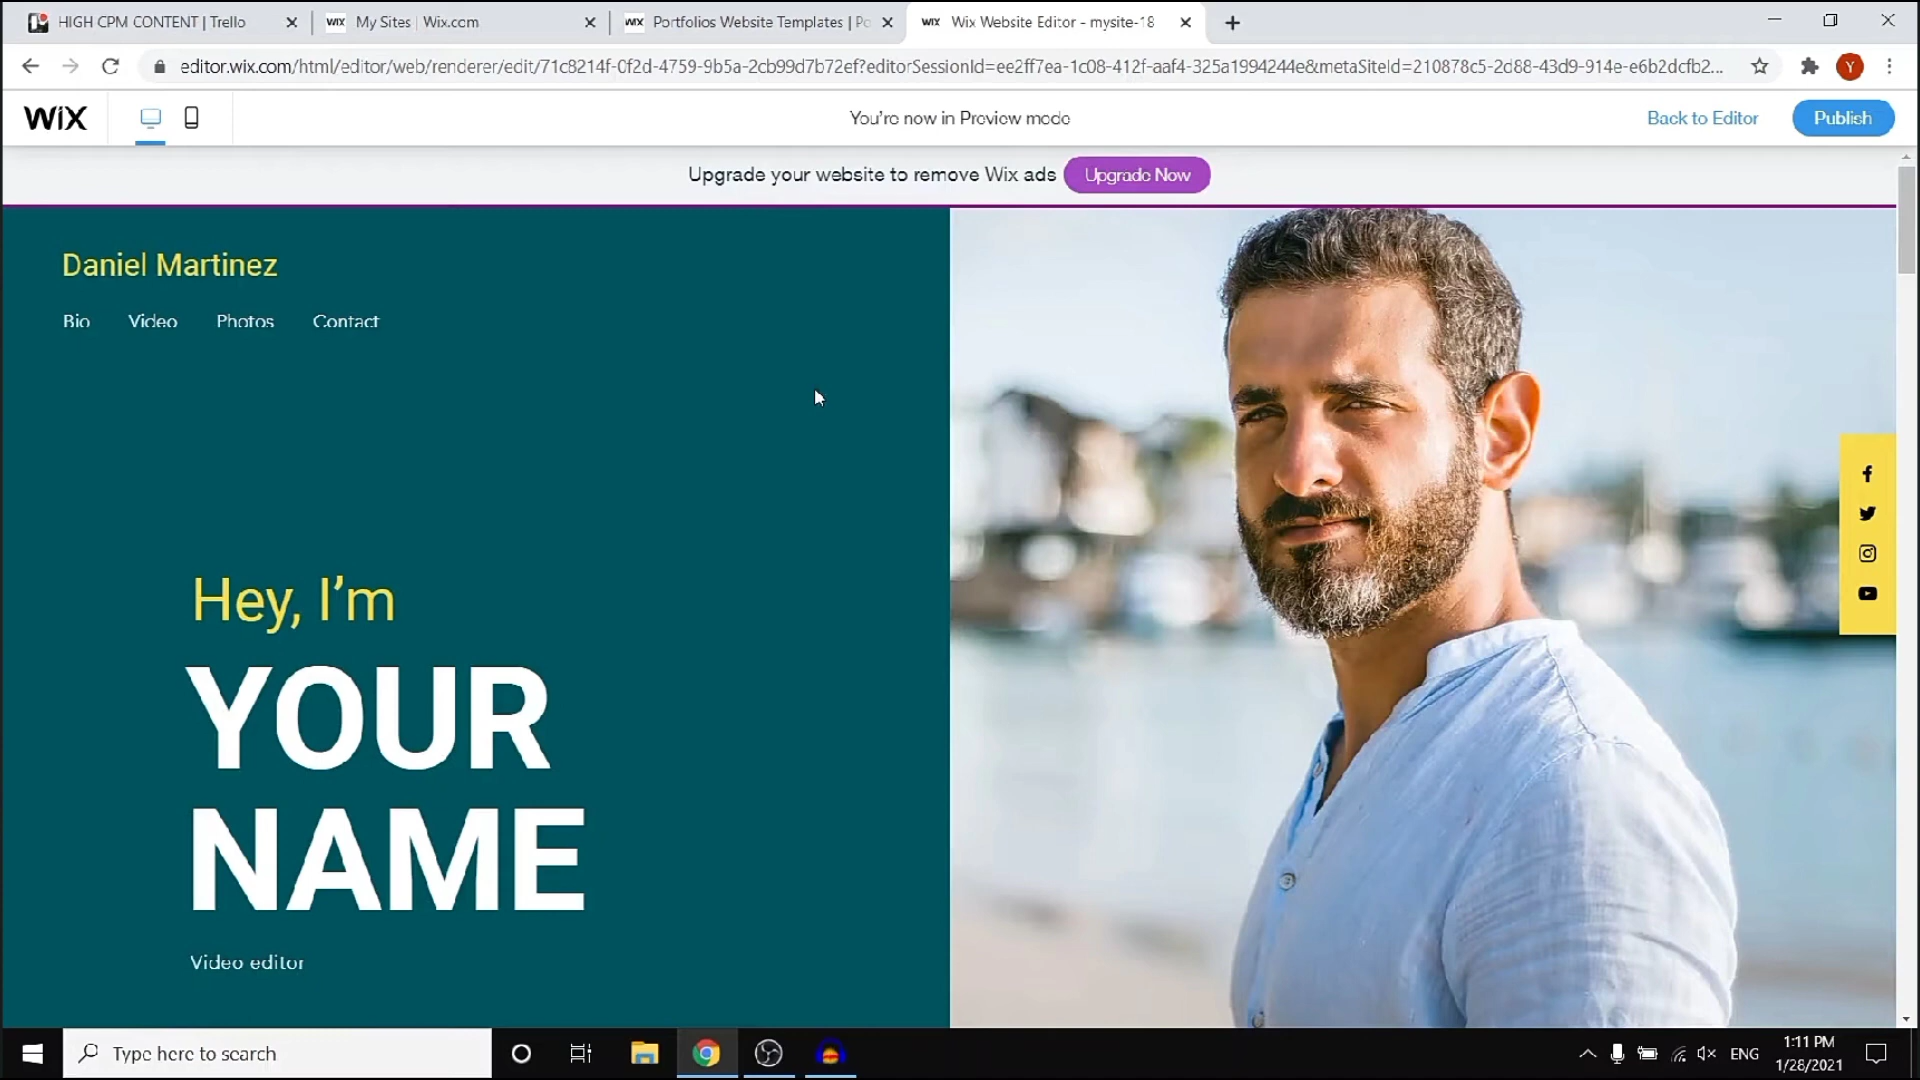 HIGH CPM CONTENT | Trello
WIX My Sites | Wix.com
WIX Portfolios Website Templates | Po
WIX Wix Website Editor - mysite-18
editor.wix.com/html/editor/web/renderer/edit/71c8214f-0f2d-4759-9b5a-2cb99d7b72ef?editorSessionId=ee2ff7ea-1c08-412f-aaf4-325a1994244e&metaSiteId=210878c5-2d88-43d9-914e-e6b2dcfb2...
Y
WIX
You're now in Preview mode
Back to Editor
Publish
Upgrade your website to remove Wix ads
Upgrade Now
Daniel Martinez
Bio Video Photos Contact
Hey, I’m
YOUR
NAME
Video editor
Type here to search
ENG
1:11 PM
1/28/2021